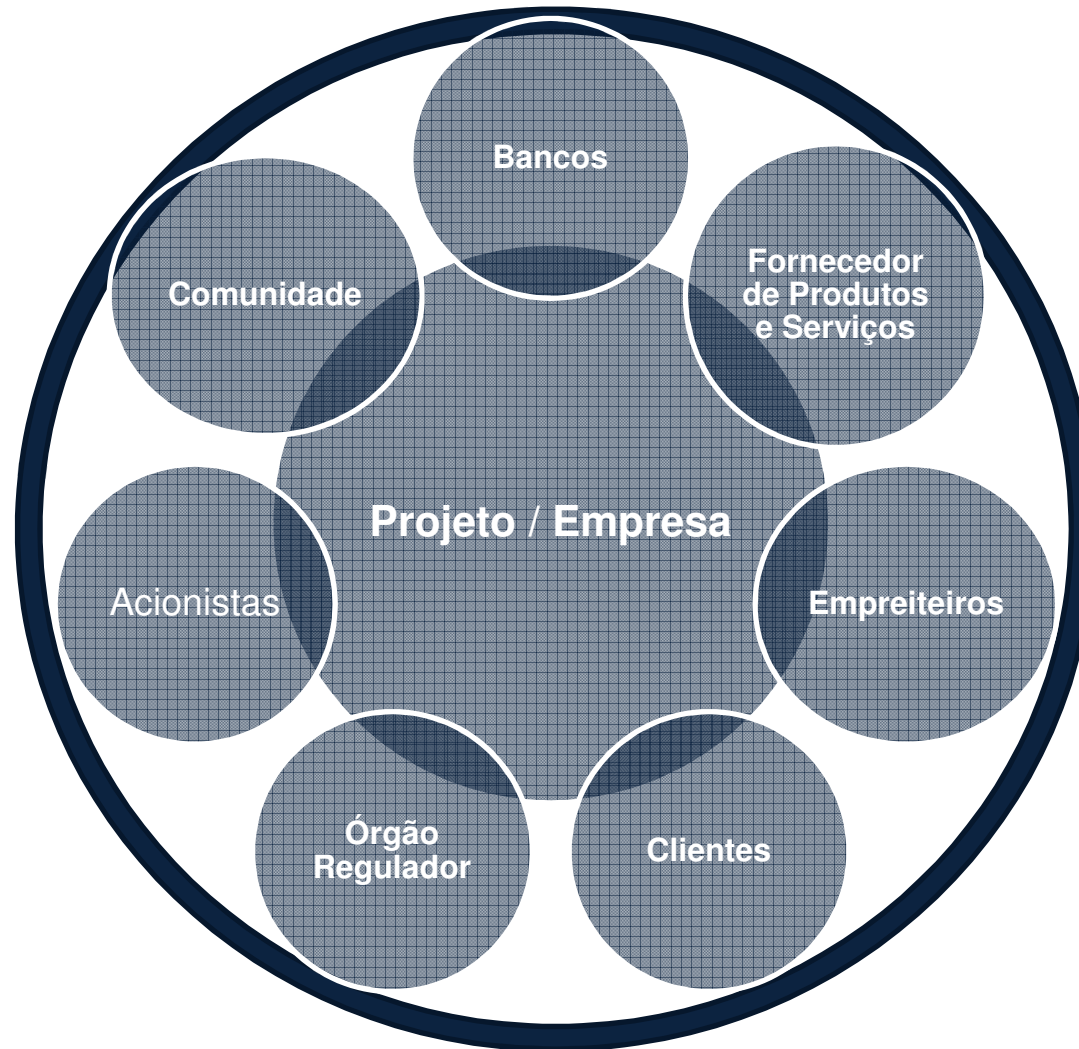 Bancos
Fornecedor
de Produtos
e Serviços
Comunidade
Projeto / Empresa
Acionistas
Empreiteiros
Órgão
Regulador
Clientes